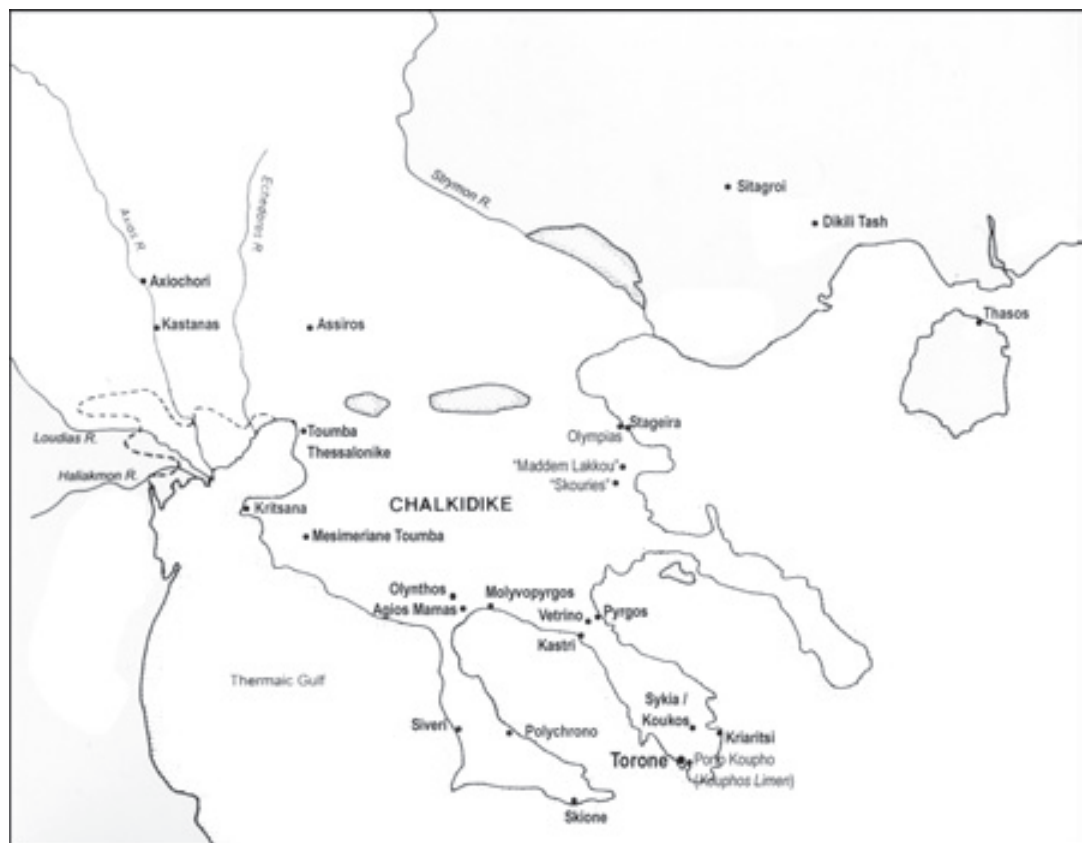 Strymon R.
Sitagroi
Dikili Tash
Echedoros R.
Axios R.
Axiochori
Kastanas
Assiros
Thasos
Toumba
Thessalonike
Stageira
Olympias
Loudias R.
Haliakmon R.
"Maddem Lakkou"
"Skouries"
Kritsana
CHALKIDIKE
Mesimeriane Toumba
Olynthos
Agios Mamas
Molyvopyrgos
Vetrino
Pyrgos
Kastri
Thermaic Gulf
Sykia /
Koukos
Siveri
Polychrono
Kriaritsi
Torone
Porto Koupho
(Kouphos Limen)
Skione